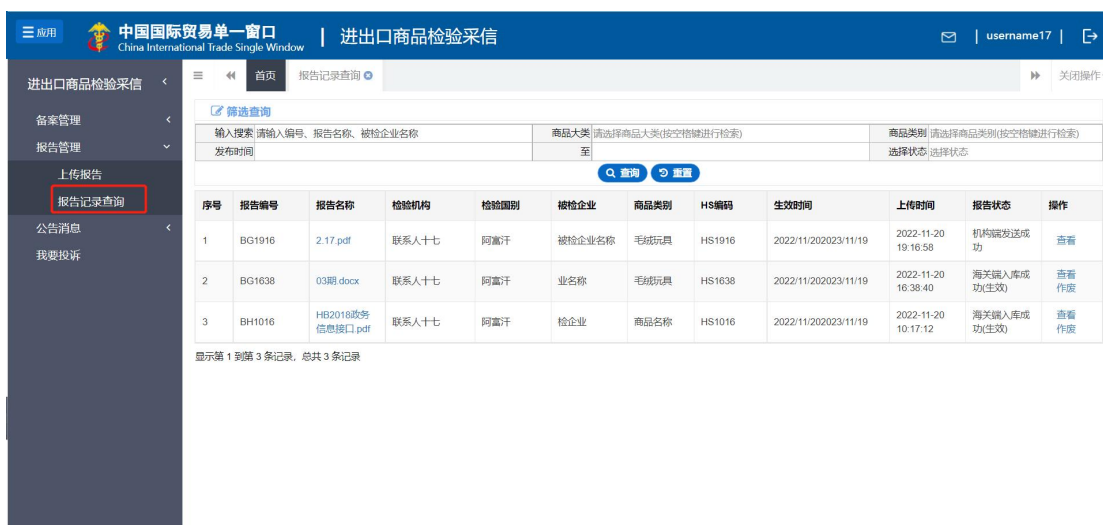 应用
中国国际贸易单一窗口
China International Trade Single Window
进出口商品检验采信
username17
进出口商品检验采信
首页
报告记录查询
关闭操作
备案管理
报告管理
上传报告
报告记录查询
公告消息
我要投诉
筛选查询
输入搜索 请输入编号、报告名称、被检企业名称 商品大类 请选择商品大类(按空格键进行检索) 商品类别 请选择商品类别(按空格键进行检索)
发布时间 至 选择状态 选择状态
查询 重置
序号 报告编号 报告名称 检验机构 检验国别 被检企业 商品类别 HS编码 生效时间 上传时间 报告状态 操作
1 BG1916 2.17.pdf 联系人十七 阿富汗 被检企业名称 毛绒玩具 HS1916 2022/11/202023/11/19 2022-11-20 机构端发送成 查看
19:16:58 功
2 BG1638 03期.docx 联系人十七 阿富汗 业名称 毛绒玩具 HS1638 2022/11/202023/11/19 2022-11-20 海关端入库成 查看
16:38:40 功(生效) 作废
3 BH1016 HB2018政务 联系人十七 阿富汗 检企业 商品名称 HS1016 2022/11/202023/11/19 2022-11-20 海关端入库成 查看
信息接口.pdf 10:17:12 功(生效) 作废
显示第 1 到第 3 条记录，总共 3 条记录